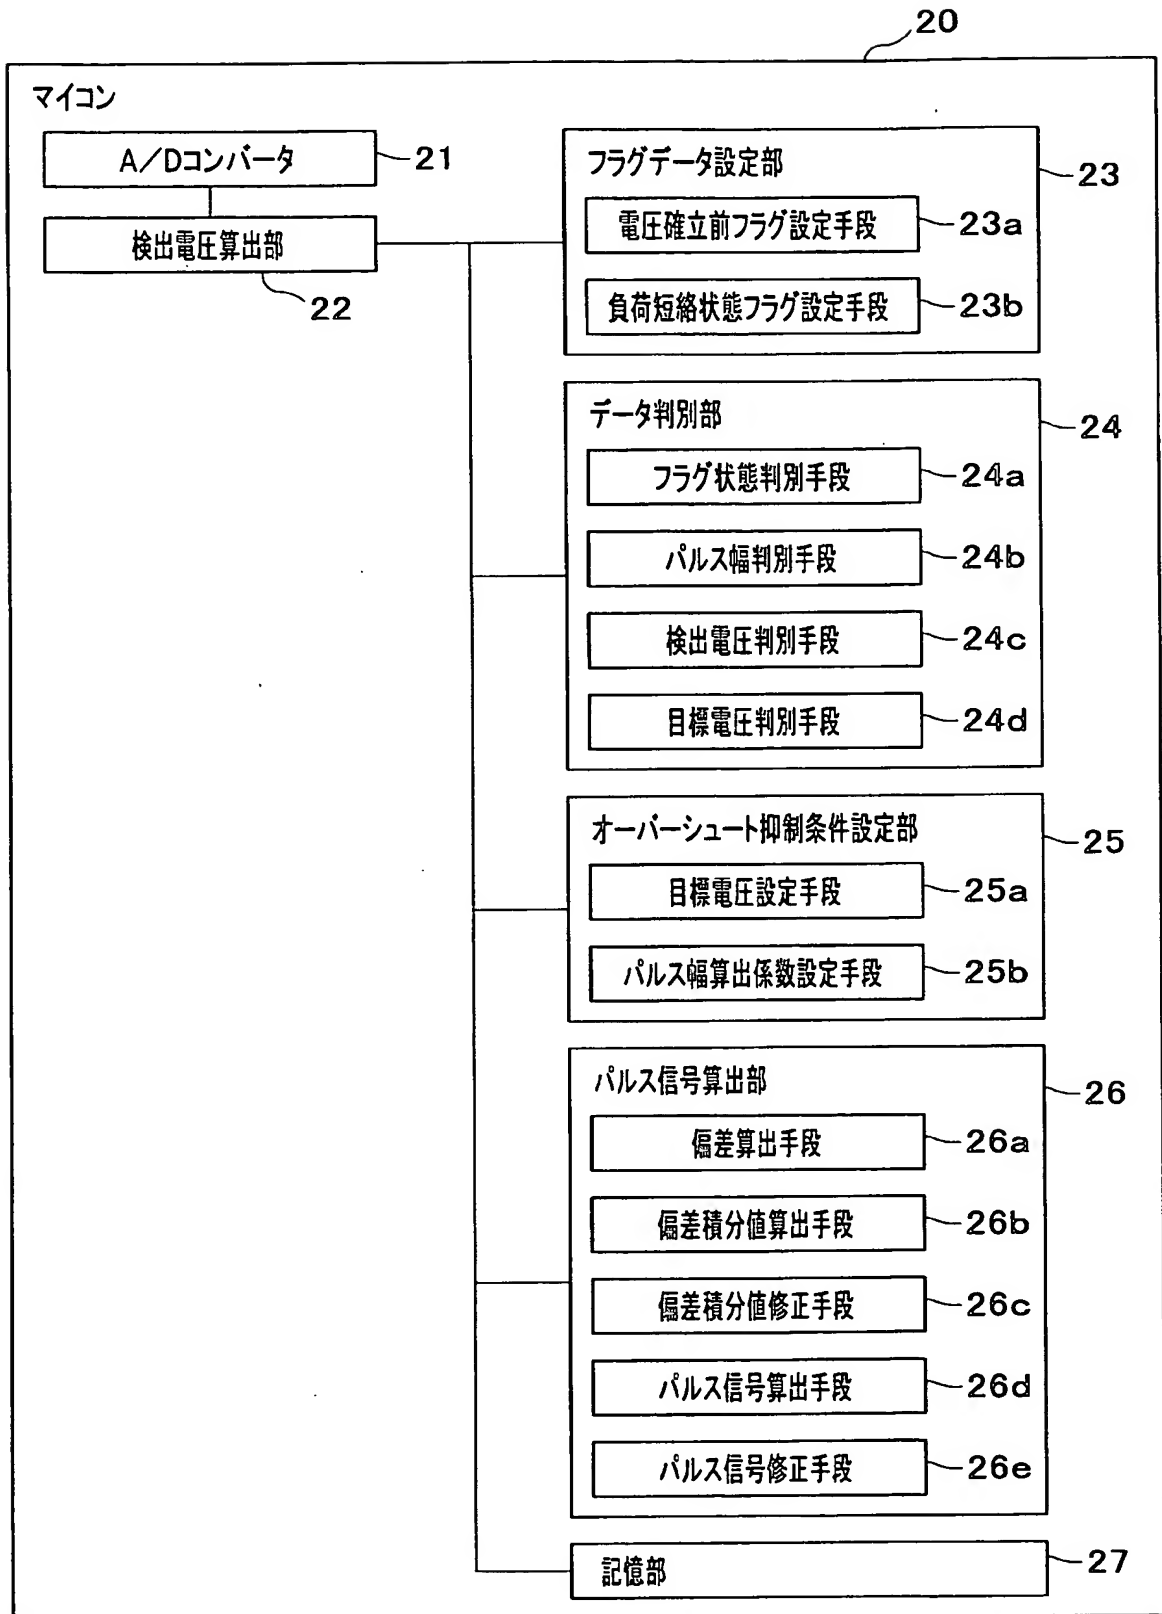 20
マイコン
A/Dコンバータ
21
検出電圧算出部
22
フラグデータ設定部
23
電圧確立前フラグ設定手段
23a
負荷短絡状態フラグ設定手段
23b
データ判別部
24
フラグ状態判別手段
24a
パルス幅判別手段
24b
検出電圧判別手段
24c
目標電圧判別手段
24d
オーバーシュート抑制条件設定部
25
目標電圧設定手段
25a
パルス幅算出係数設定手段
25b
パルス信号算出部
26
偏差算出手段
26a
偏差積分値算出手段
26b
偏差積分値修正手段
26c
パルス信号算出手段
26d
パルス信号修正手段
26e
記憶部
27